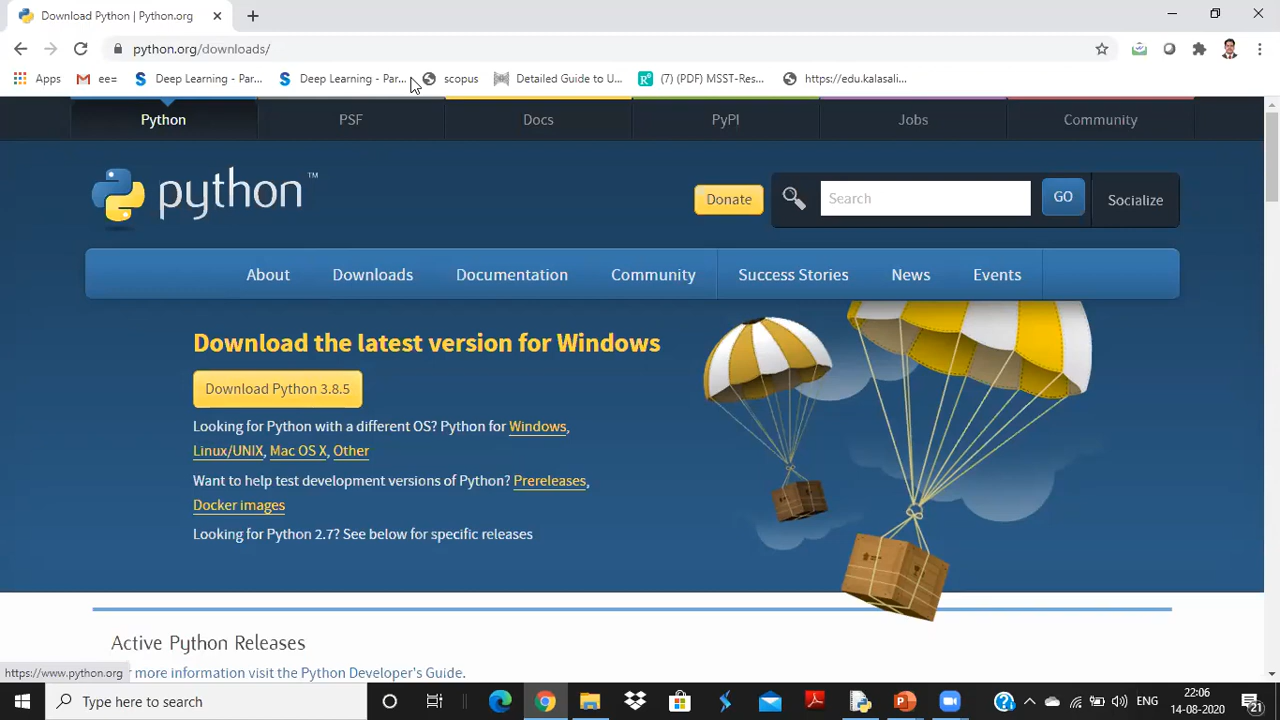 Download Python | Python.org
python.org/downloads/
Apps
ee=
Deep Learning - Par...
Deep Learning - Par...
scopus
Detailed Guide to U...
(7) (PDF) MSST-Res...
https://edu.kalasali...
Python
PSF
Docs
PyPI
Jobs
Community
python™
Donate
Search
GO
Socialize
About
Downloads
Documentation
Community
Success Stories
News
Events
Download the latest version for Windows
Download Python 3.8.5
Looking for Python with a different OS? Python for Windows,
Linux/UNIX, Mac OS X, Other
Want to help test development versions of Python? Prereleases,
Docker images
Looking for Python 2.7? See below for specific releases
Active Python Releases
https://www.python.org
r more information visit the Python Developer's Guide.
Type here to search
ENG
22:06
14-08-2020
21